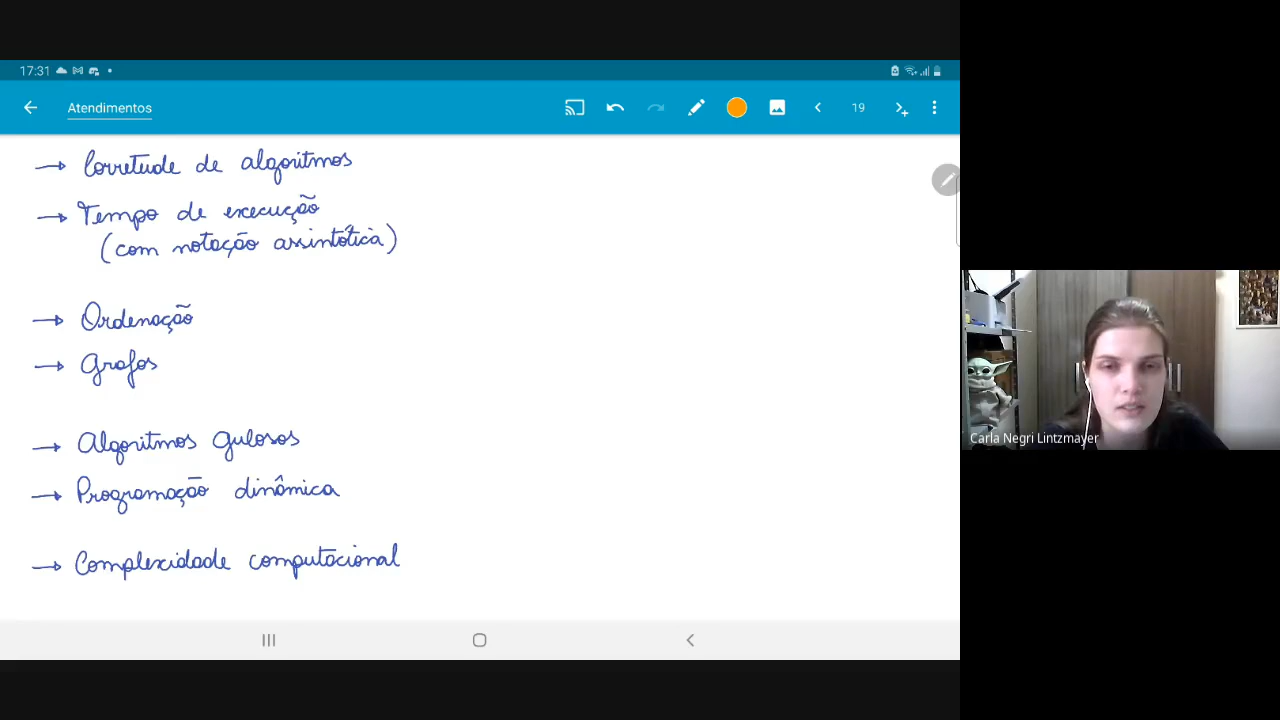 17:31
Atendimentos
19
→ Corretude de algoritmos
→ Tempo de execução
(com notação assintótica)
→ Ordenação
→ Grafos
→ Algoritmos gulosos
→ Programação dinâmica
→ Complexidade computacional
Carla Negri Lintzmayer